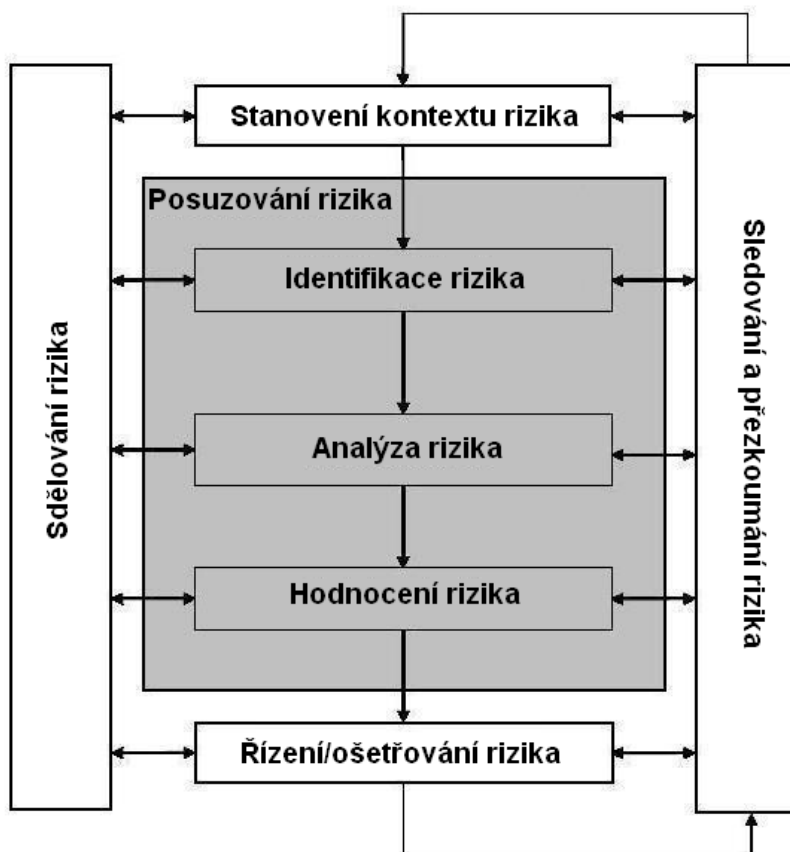 Stanovení kontextu rizika
Posuzování rizika
Identifikace rizika
Analýza rizika
Hodnocení rizika
Řízení/ošetřování rizika
Sdělování rizika
Sledování a přezkoumání rizika